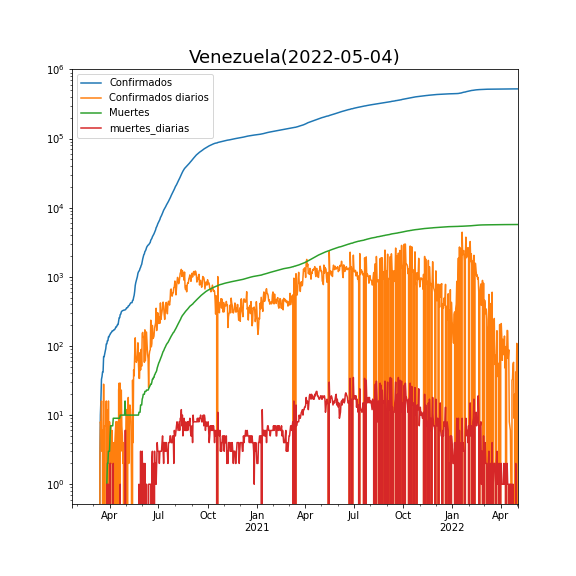 Venezuela(2022-05-04)
Confirmados
Confirmados diarios
Muertes
muertes_diarias
10^6
10^5
10^4
10^3
10^2
10^1
10^0
Apr Jul Oct Jan Apr Jul Oct Jan Apr
2021 2022